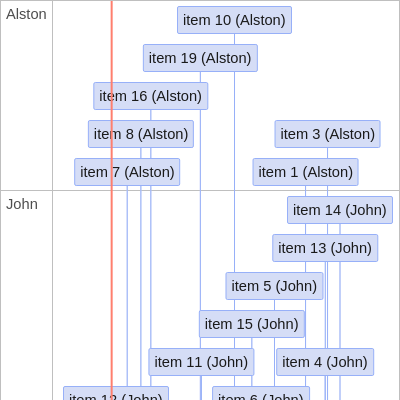 Alston
item 10 (Alston)
item 19 (Alston)
item 16 (Alston)
item 8 (Alston)
item 3 (Alston)
item 7 (Alston)
item 1 (Alston)
John
item 14 (John)
item 13 (John)
item 5 (John)
item 15 (John)
item 11 (John)
item 4 (John)
item 12 (John)
item 6 (John)